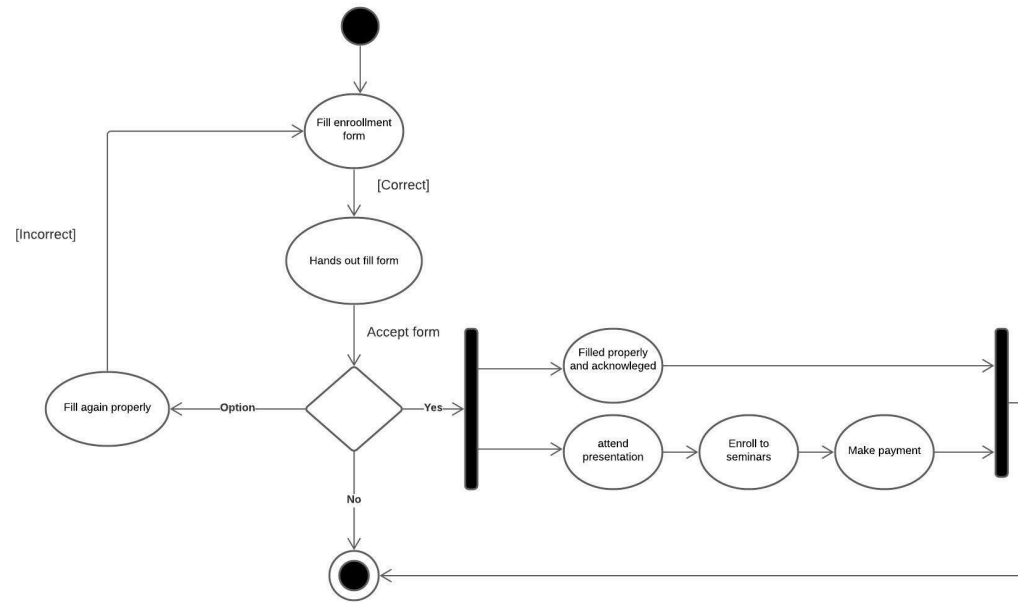 Fill enroollment
form
[Correct]
[Incorrect]
Hands out fill form
Accept form
Filled properly
and acknowleged
Fill again properly
Option
Yes
attend
presentation
Enroll to
seminars
Make payment
No